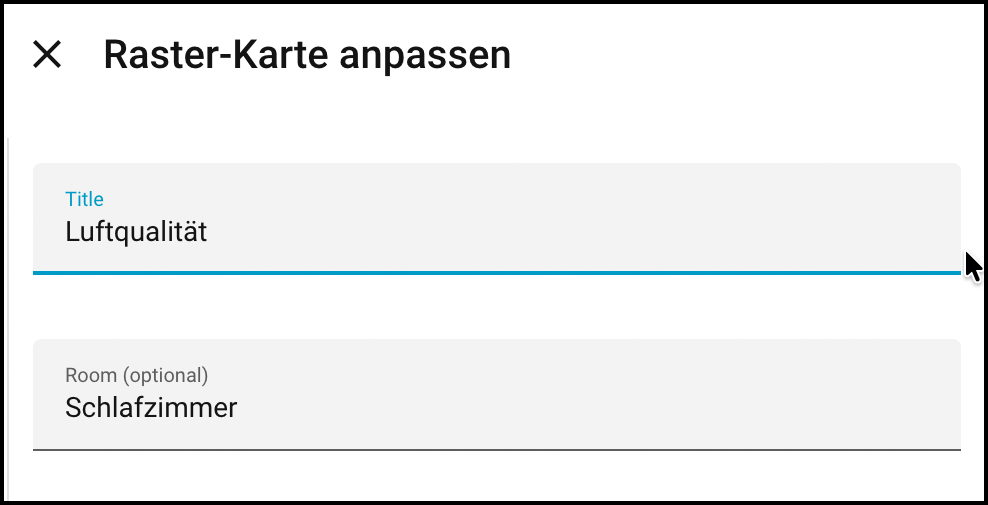 Raster-Karte anpassen
Title
Luftqualität
Room (optional)
Schlafzimmer